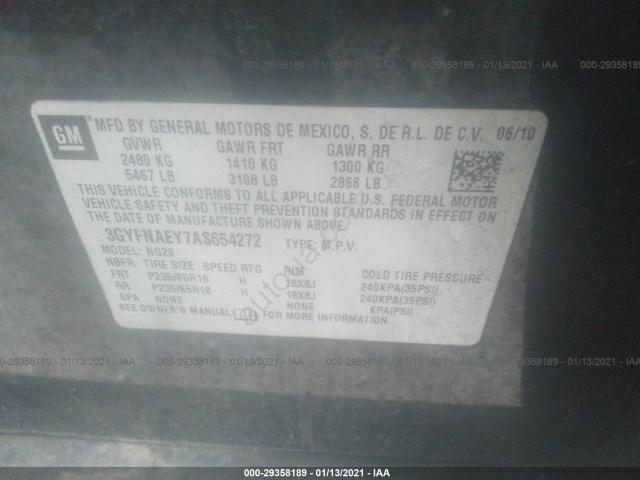 000-29358189 - 01/13/2021 - IAA
GM
MFD BY GENERAL MOTORS DE MEXICO, S. DE R.L. DE C.V. 06/10
GVWR GAWR FRT GAWR RR
2480 KG 1410 KG 1300 KG
5467 LB 3108 LB 2866 LB
THIS VEHICLE CONFORMS TO ALL APPLICABLE U.S. FEDERAL MOTOR
VEHICLE SAFETY AND THEFT PREVENTION STANDARDS IN EFFECT ON
THE DATE OF MANUFACTURE SHOWN ABOVE.
3GYFNAEY7AS654272 TYPE: M.P.V.
MODEL: NG26
NBFR TIRE SIZE SPEED RTG RIM COLD TIRE PRESSURE
FRT P235/65R18 H 18X8J 240KPA(35PSI)
RR P235/65R18 H 18X8J 240KPA(35PSI)
SPA NONE NONE KPA(PSI)
SEE OWNER'S MANUAL FOR MORE INFORMATION.
000-29358189 - 01/13/2021 - IAA